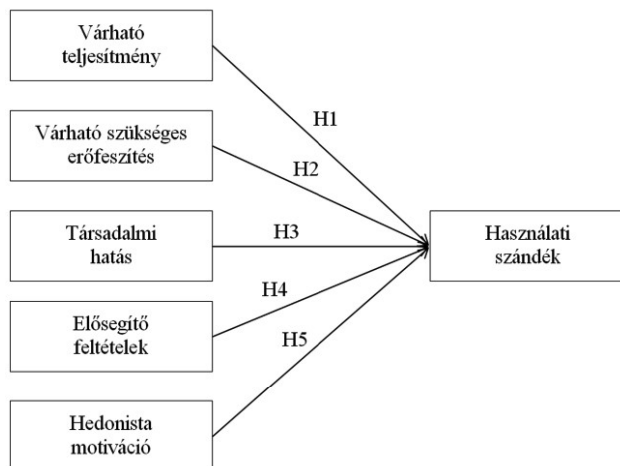 Várható
teljesítmény
H1
Várható szükséges
erőfeszítés
H2
Társadalmi
hatás
H3
Használati
szándék
H4
Elősegítő
feltételek
H5
Hedonista
motiváció